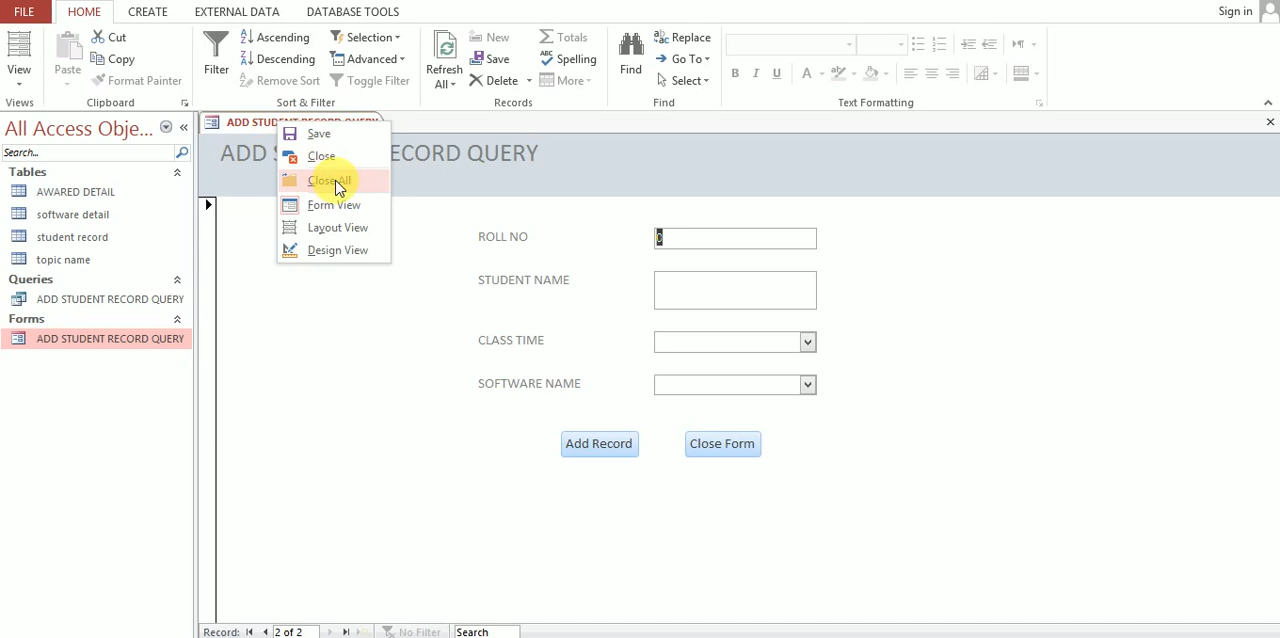 FILE HOME CREATE EXTERNAL DATA DATABASE TOOLS Sign in
View
Views
Paste
Cut
Copy
Format Painter
Clipboard
Filter
Ascending
Descending
Remove Sort
Selection
Advanced
Toggle Filter
Sort & Filter
Refresh
All
New
Save
Delete
Totals
Spelling
More
Records
Find
Replace
Go To
Select
Find
B I U A
Text Formatting
All Access Obje...
Search...
Tables
AWARED DETAIL
software detail
student record
topic name
Queries
ADD STUDENT RECORD QUERY
Forms
ADD STUDENT RECORD QUERY
ADD STUDENT RECORD QUERY
ADD S RECORD QUERY
Save
Close
Close All
Form View
Layout View
Design View
ROLL NO 0
STUDENT NAME
CLASS TIME
SOFTWARE NAME
Add Record Close Form
Record: 2 of 2 No Filter Search